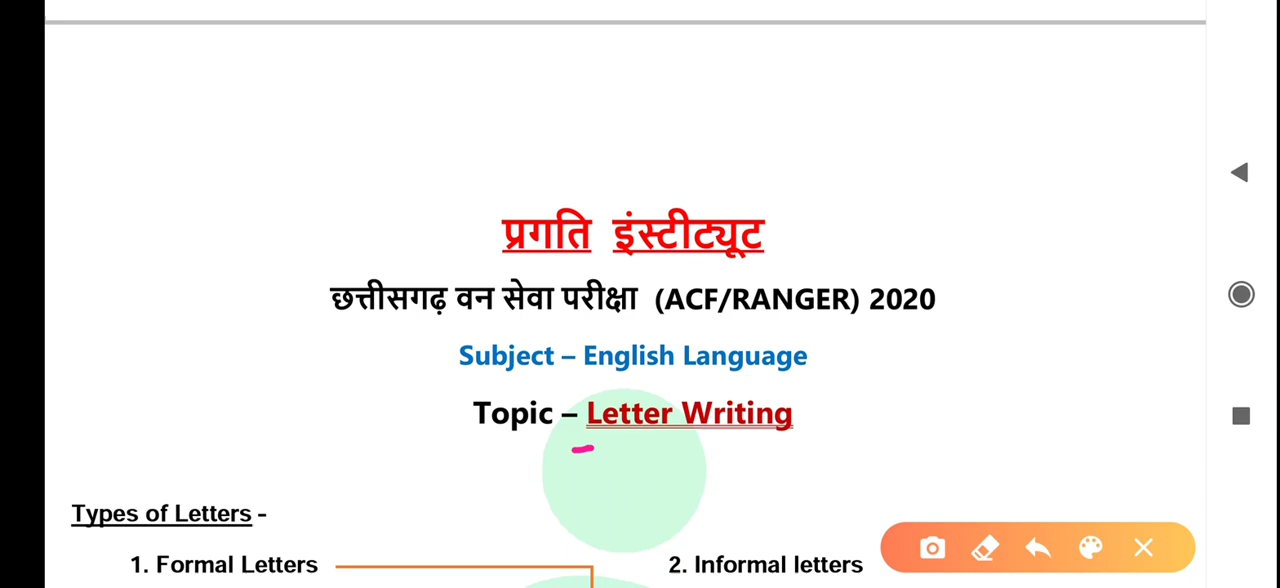 प्रगति इंस्टीट्यूट
छत्तीसगढ़ वन सेवा परीक्षा (ACF/RANGER) 2020
Subject – English Language
Topic – Letter Writing
Types of Letters -
1. Formal Letters 2. Informal letters